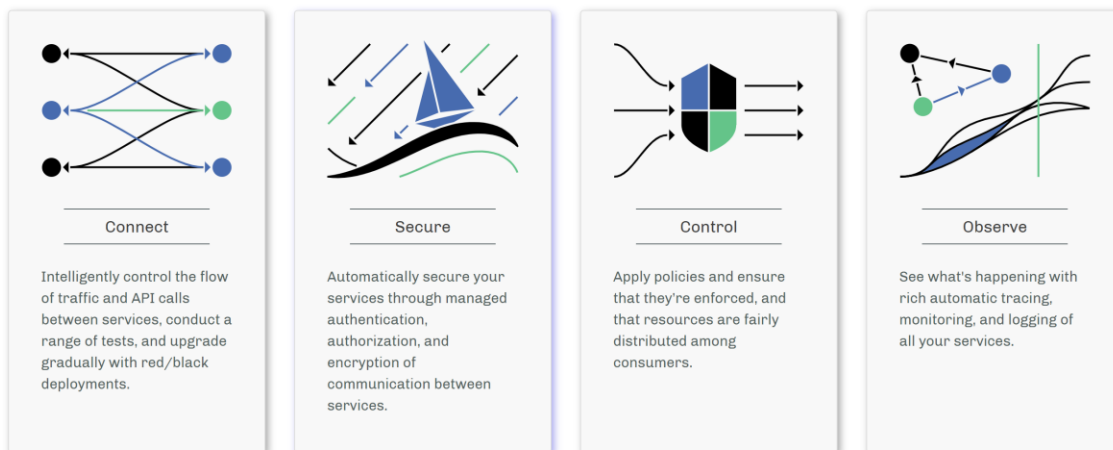 Connect
Intelligently control the flow
of traffic and API calls
between services, conduct a
range of tests, and upgrade
gradually with red/black
deployments.
Secure
Automatically secure your
services through managed
authentication,
authorization, and
encryption of
communication between
services.
Control
Apply policies and ensure
that they're enforced, and
that resources are fairly
distributed among
consumers.
Observe
See what's happening with
rich automatic tracing,
monitoring, and logging of
all your services.